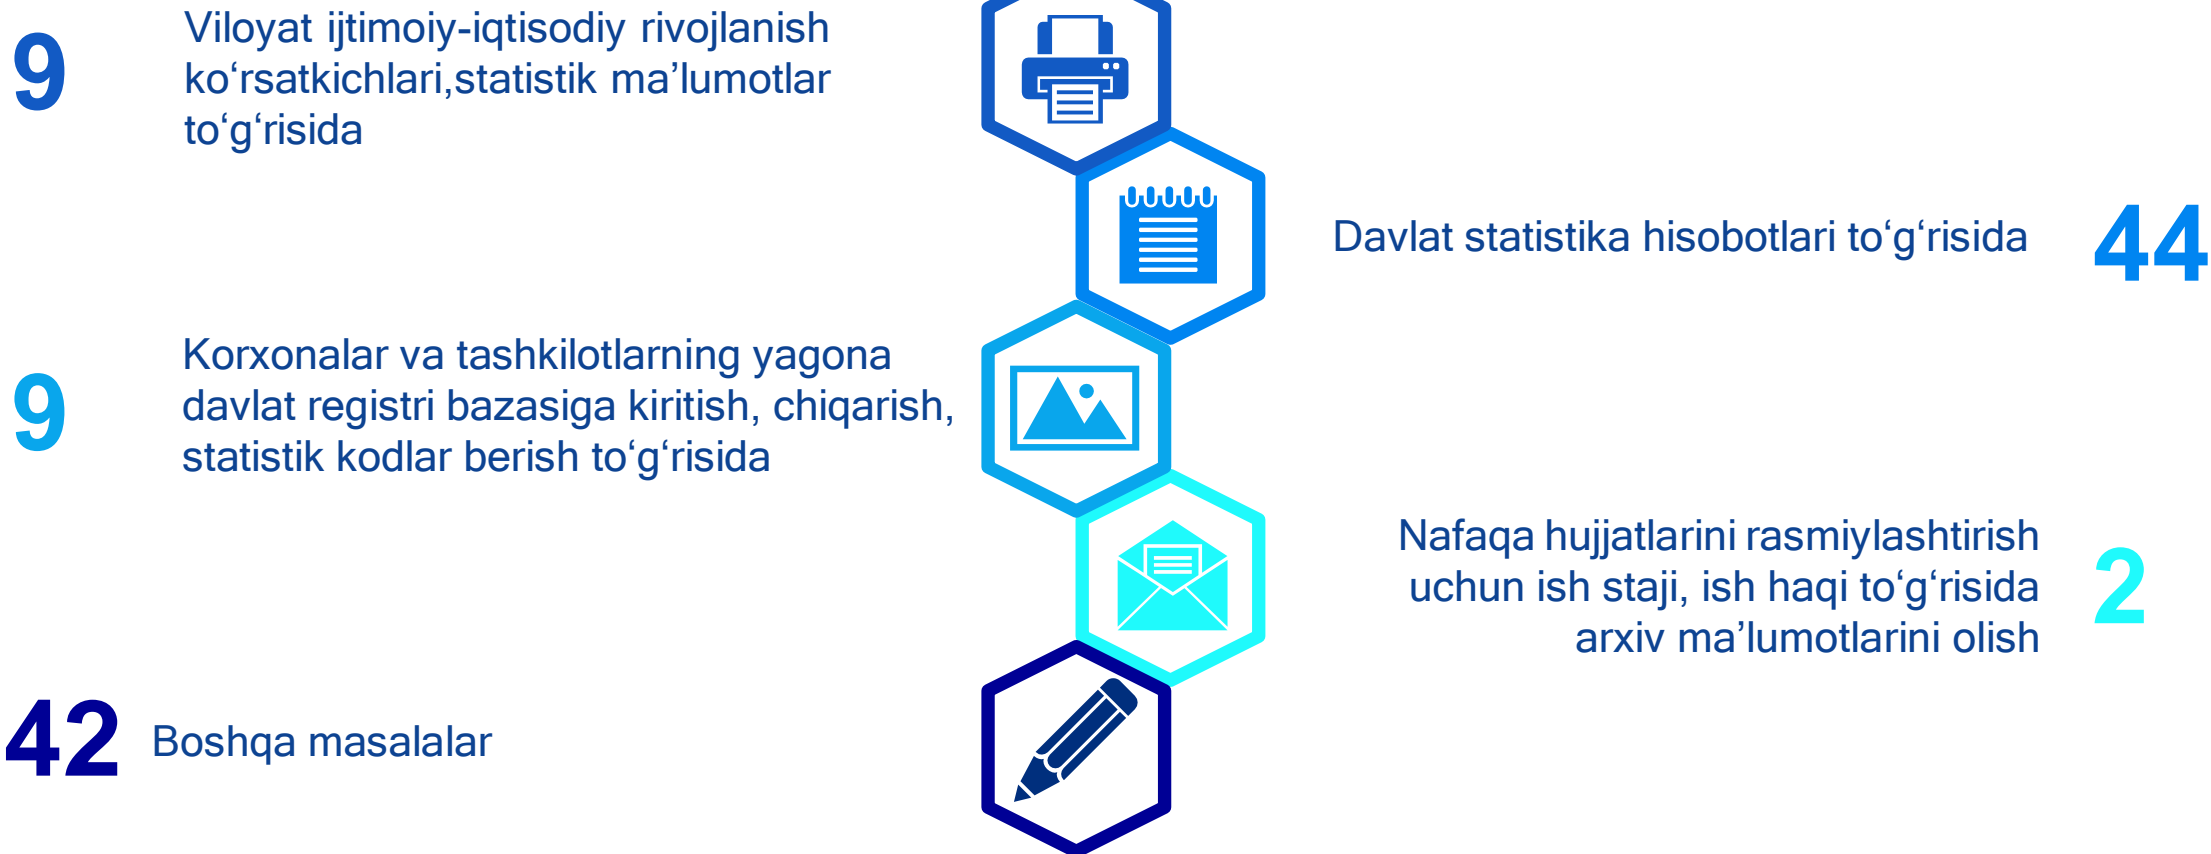 9
Viloyat ijtimoiy-iqtisodiy rivojlanish
ko‘rsatkichlari,statistik ma’lumotlar
to‘g‘risida
Davlat statistika hisobotlari to‘g‘risida
44
9
Korxonalar va tashkilotlarning yagona
davlat registri bazasiga kiritish, chiqarish,
statistik kodlar berish to‘g‘risida
Nafaqa hujjatlarini rasmiylashtirish
uchun ish staji, ish haqi to‘g‘risida
arxiv ma’lumotlarini olish
2
42
Boshqa masalalar